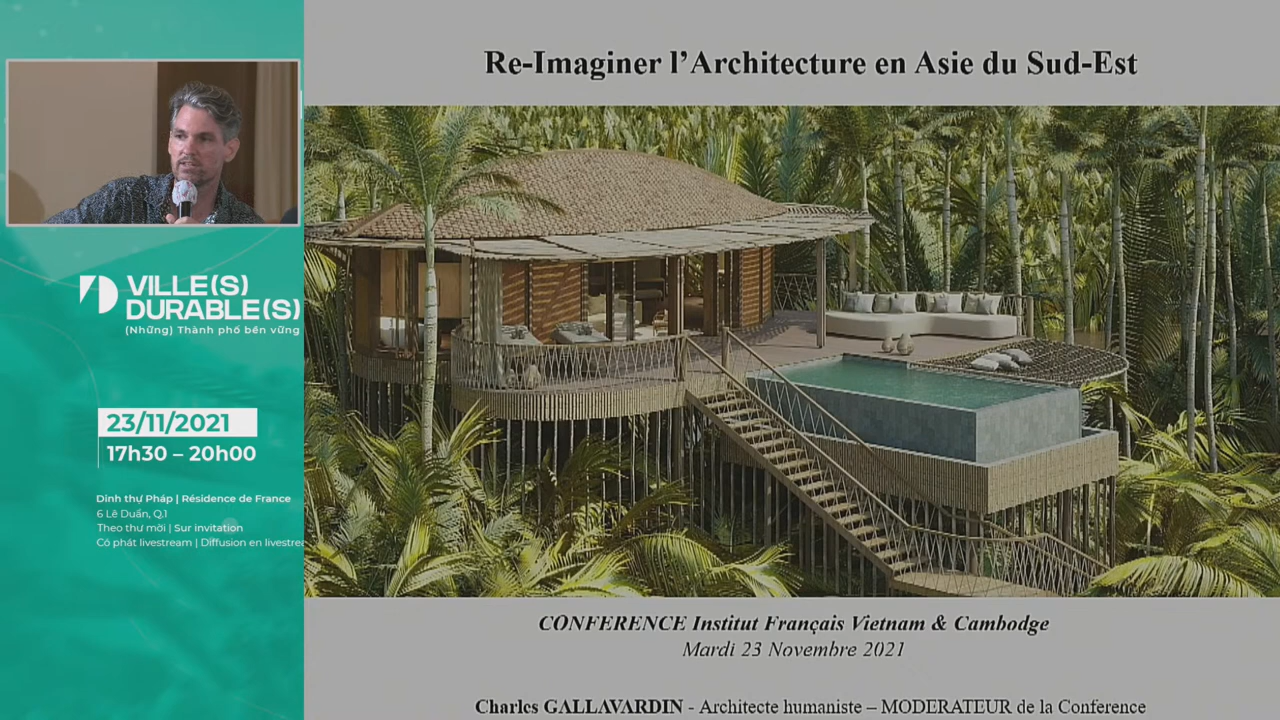 VILLE(S)
DURABLE(S)
(Những) Thành phố bền vững
23/11/2021
17h30 – 20h00
Dinh thự Pháp | Résidence de France
6 Lê Duẩn, Q.1
Theo thư mời | Sur invitation
Có phát livestream | Diffusion en livestrea
Re-Imaginer l’Architecture en Asie du Sud-Est
CONFERENCE Institut Français Vietnam & Cambodge
Mardi 23 Novembre 2021
Charles GALLAVARDIN - Architecte humaniste – MODERATEUR de la Conference